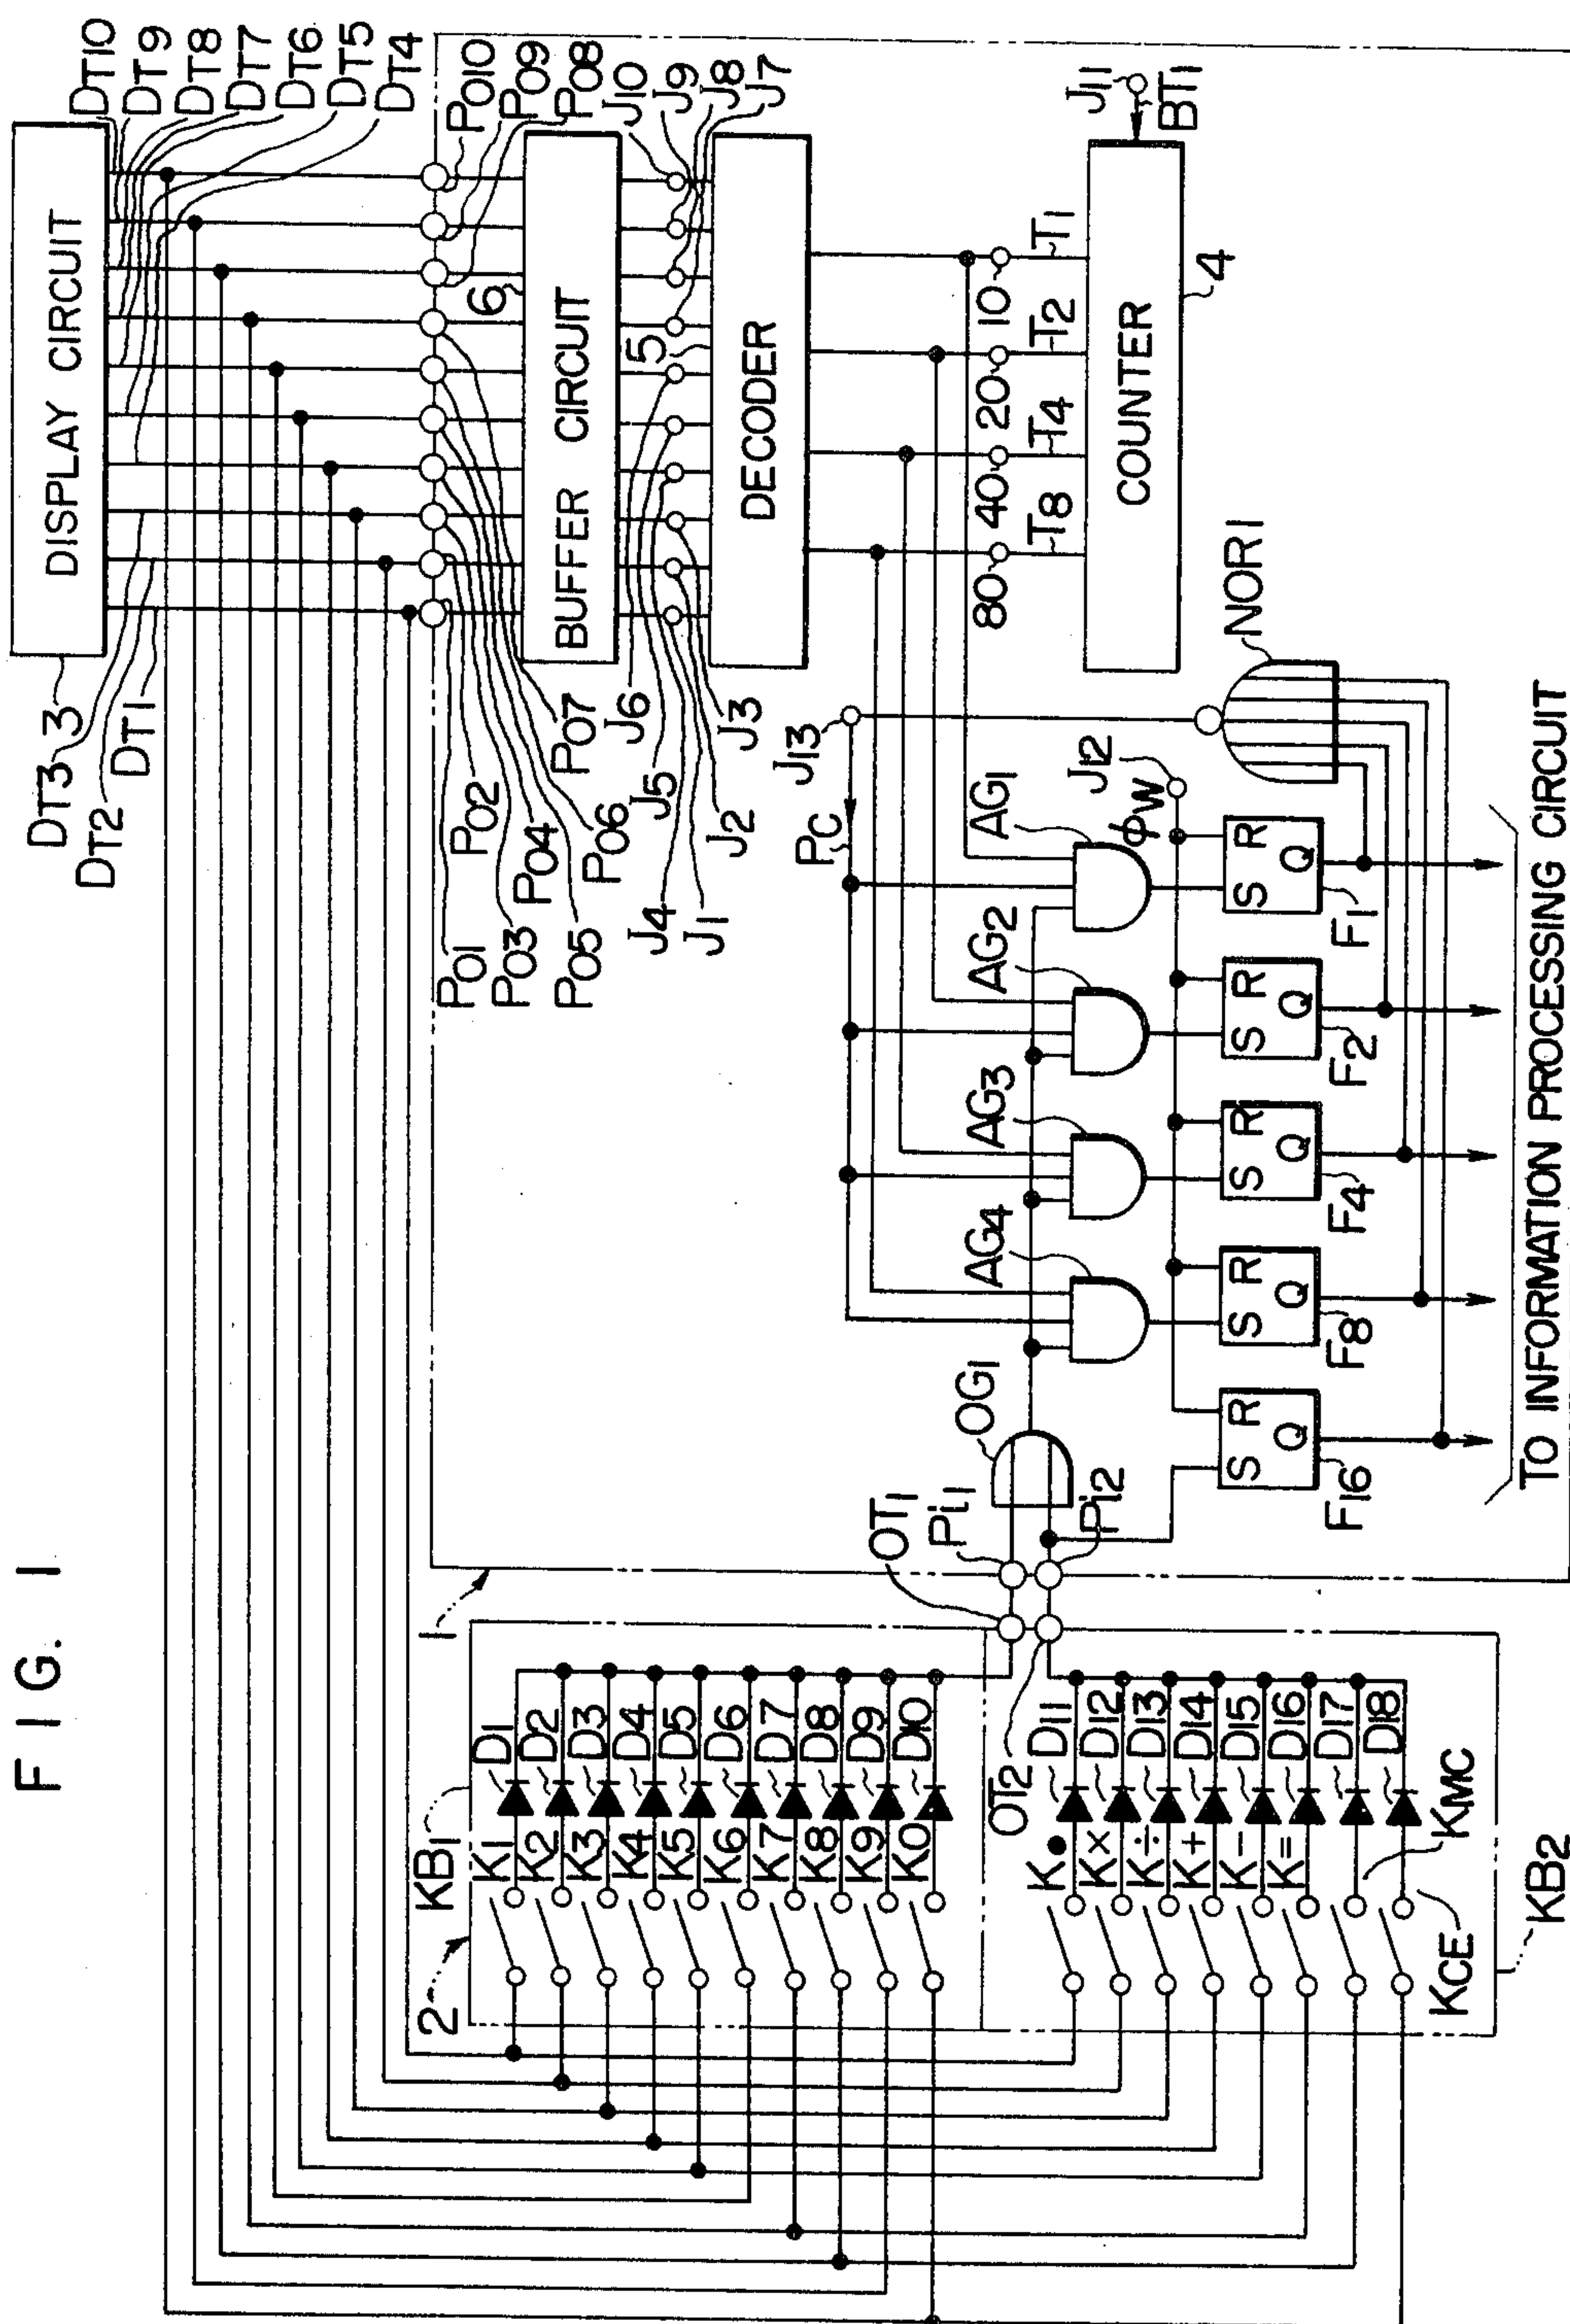 FIG. 1
DISPLAY CIRCUIT
3
DT10
DT9
DT8
DT7
DT6
DT5
DT4
DT3
DT2
DT1
PO10
PO9
PO8
PO7
PO6
PO5
PO4
PO3
PO2
PO1
6
BUFFER CIRCUIT
J10
J9
J8
J7
J6
J5
J4
J3
J2
J1
5
DECODER
10
20
40
80
T1
T2
T4
T8
COUNTER
4
J11
BT1
NOR1
J13
PC
J12
ΦW
AG1
AG2
AG3
AG4
OG1
S R
Q
F1
S R
Q
F2
S R
Q
F4
S R
Q
F8
S R
Q
F16
TO INFORMATION PROCESSING CIRCUIT
1
OT1
Pi1
Pi2
OT2
2
KB1
K1 D1
K2 D2
K3 D3
K4 D4
K5 D5
K6 D6
K7 D7
K8 D8
K9 D9
K0 D10
K• D11
K× D12
K÷ D13
K+ D14
K− D15
K= D16
D17
D18
KMC
KCE
KB2